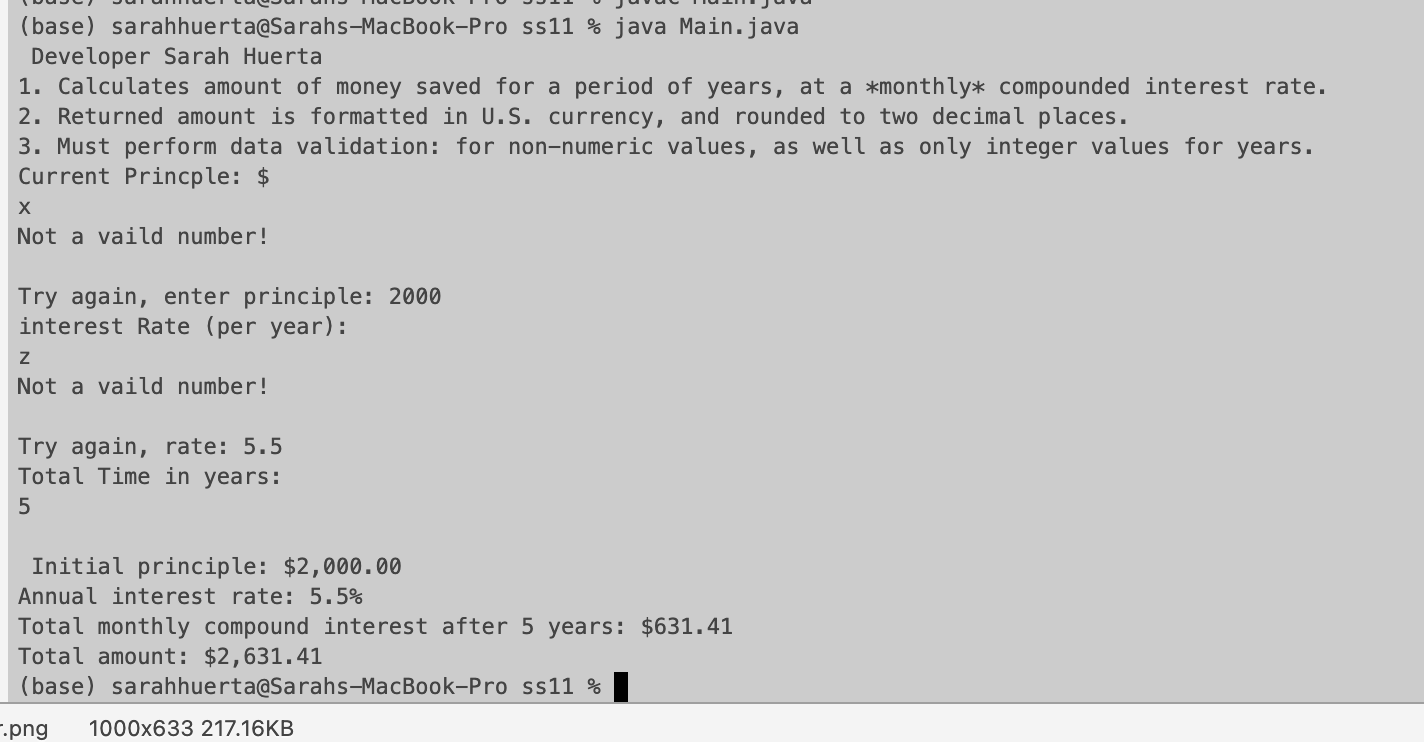 (base) sarahhuerta@Sarahs-MacBook-Pro ss11 % javac Main.java
(base) sarahhuerta@Sarahs-MacBook-Pro ss11 % java Main.java
Developer Sarah Huerta
1. Calculates amount of money saved for a period of years, at a *monthly* compounded interest rate.
2. Returned amount is formatted in U.S. currency, and rounded to two decimal places.
3. Must perform data validation: for non-numeric values, as well as only integer values for years.
Current Princple: $
x
Not a vaild number!
Try again, enter principle: 2000
interest Rate (per year):
z
Not a vaild number!
Try again, rate: 5.5
Total Time in years:
5
Initial principle: $2,000.00
Annual interest rate: 5.5%
Total monthly compound interest after 5 years: $631.41
Total amount: $2,631.41
(base) sarahhuerta@Sarahs-MacBook-Pro ss11 %
r.png 1000x633 217.16KB